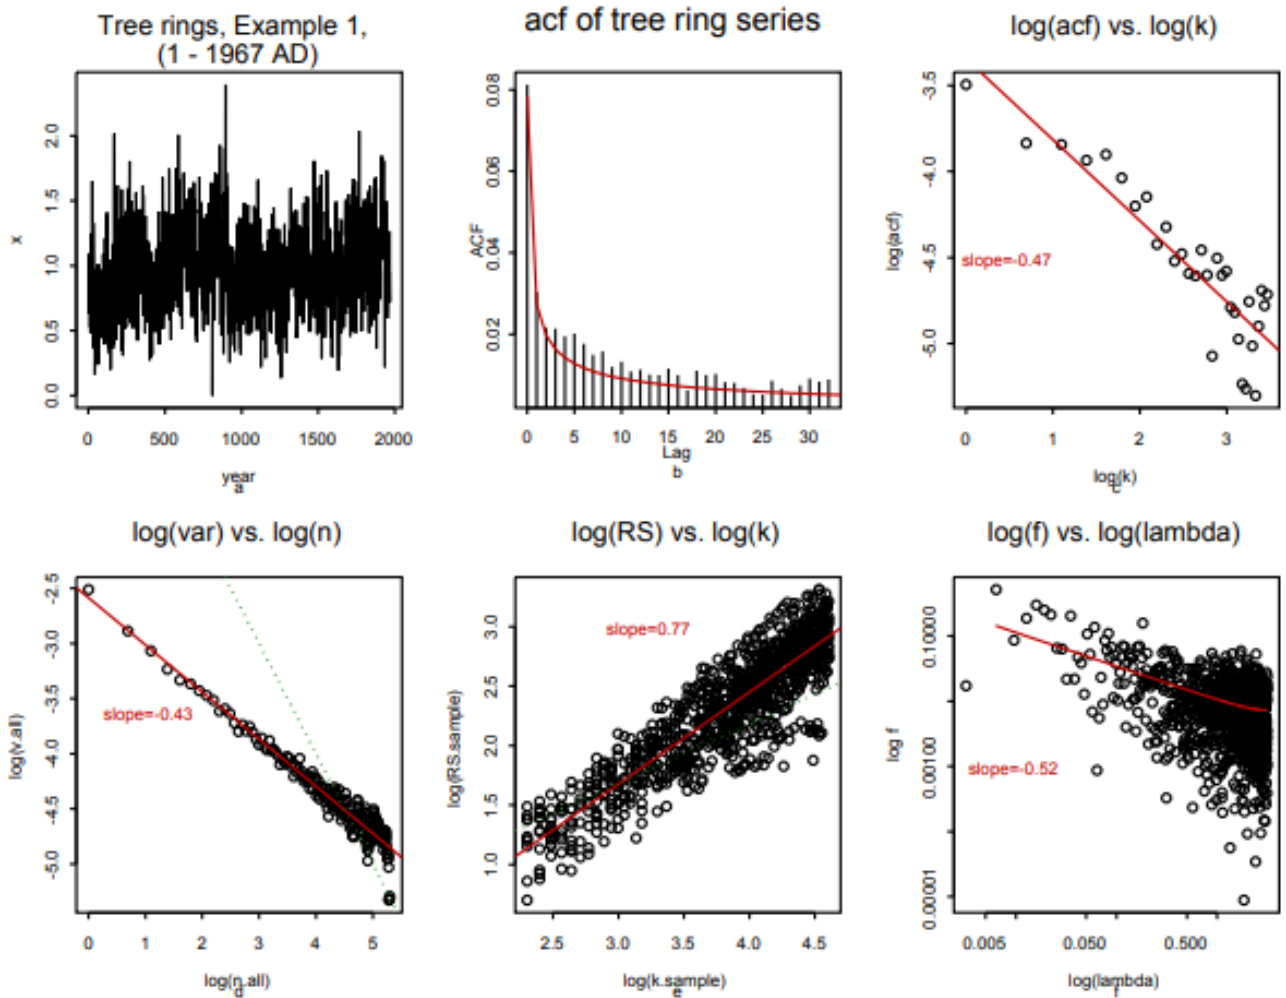 Tree rings, Example 1,
(1 - 1967 AD)
x
0.0
0.5
1.0
1.5
2.0
0
500
1000
1500
2000
year
a
acf of tree ring series
ACF
0.02
0.04
0.06
0.08
0
5
10
15
20
25
30
Lag
b
log(acf) vs. log(k)
log(acf)
-5.0
-4.5
-4.0
-3.5
slope=-0.47
0
1
2
3
log(k)
c
log(var) vs. log(n)
log(v.all)
-5.0
-4.5
-4.0
-3.5
-3.0
-2.5
slope=-0.43
0
1
2
3
4
5
log(n.all)
d
log(RS) vs. log(k)
log(RS.sample)
1.0
1.5
2.0
2.5
3.0
slope=0.77
2.5
3.0
3.5
4.0
4.5
log(k.sample)
e
log(f) vs. log(lambda)
log f
0.00001
0.00100
0.10000
slope=-0.52
0.005
0.050
0.500
log(lambda)
f